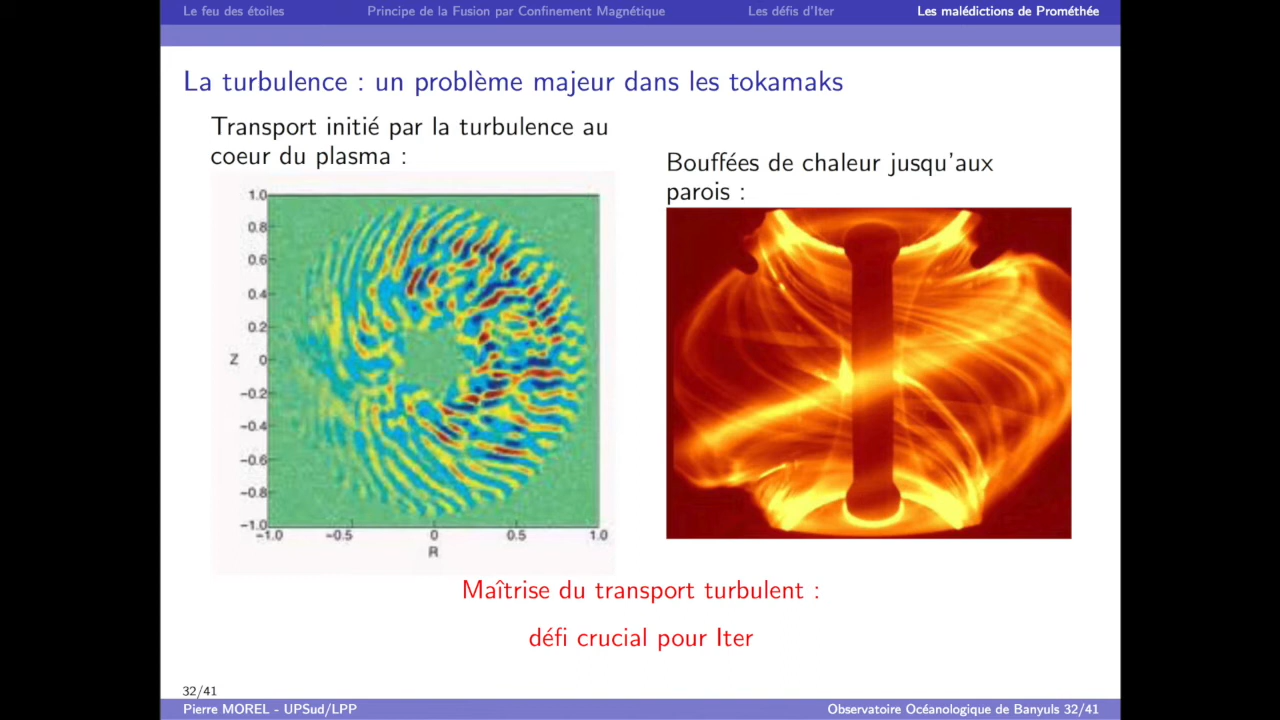 Le feu des étoiles Principe de la Fusion par Confinement Magnétique Les défis d'Iter Les malédictions de Prométhée
La turbulence : un problème majeur dans les tokamaks
Transport initié par la turbulence au
coeur du plasma :
Bouffées de chaleur jusqu'aux
parois :
1.0
0.8
0.6
0.4
0.2
Z 0
−0.2
−0.4
−0.6
−0.8
−1.0
−1.0 −0.5 0 0.5 1.0
R
Maîtrise du transport turbulent :
défi crucial pour Iter
32/41
Pierre MOREL - UPSud/LPP Observatoire Océanologique de Banyuls 32/41